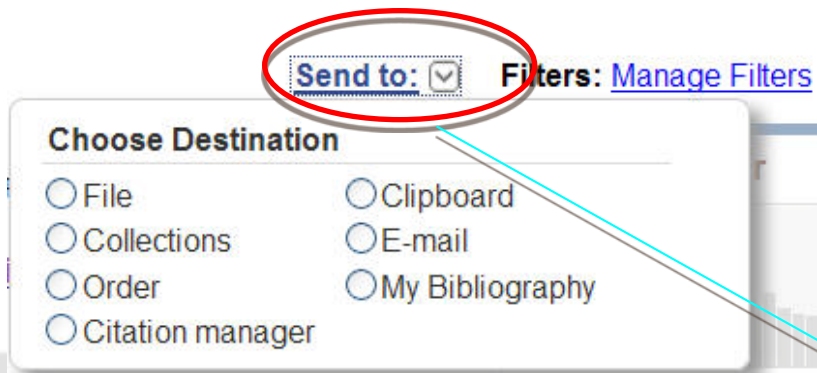 Send to: Filters: Manage Filters
Choose Destination
File Clipboard
Collections E-mail
Order My Bibliography
Citation manager
r